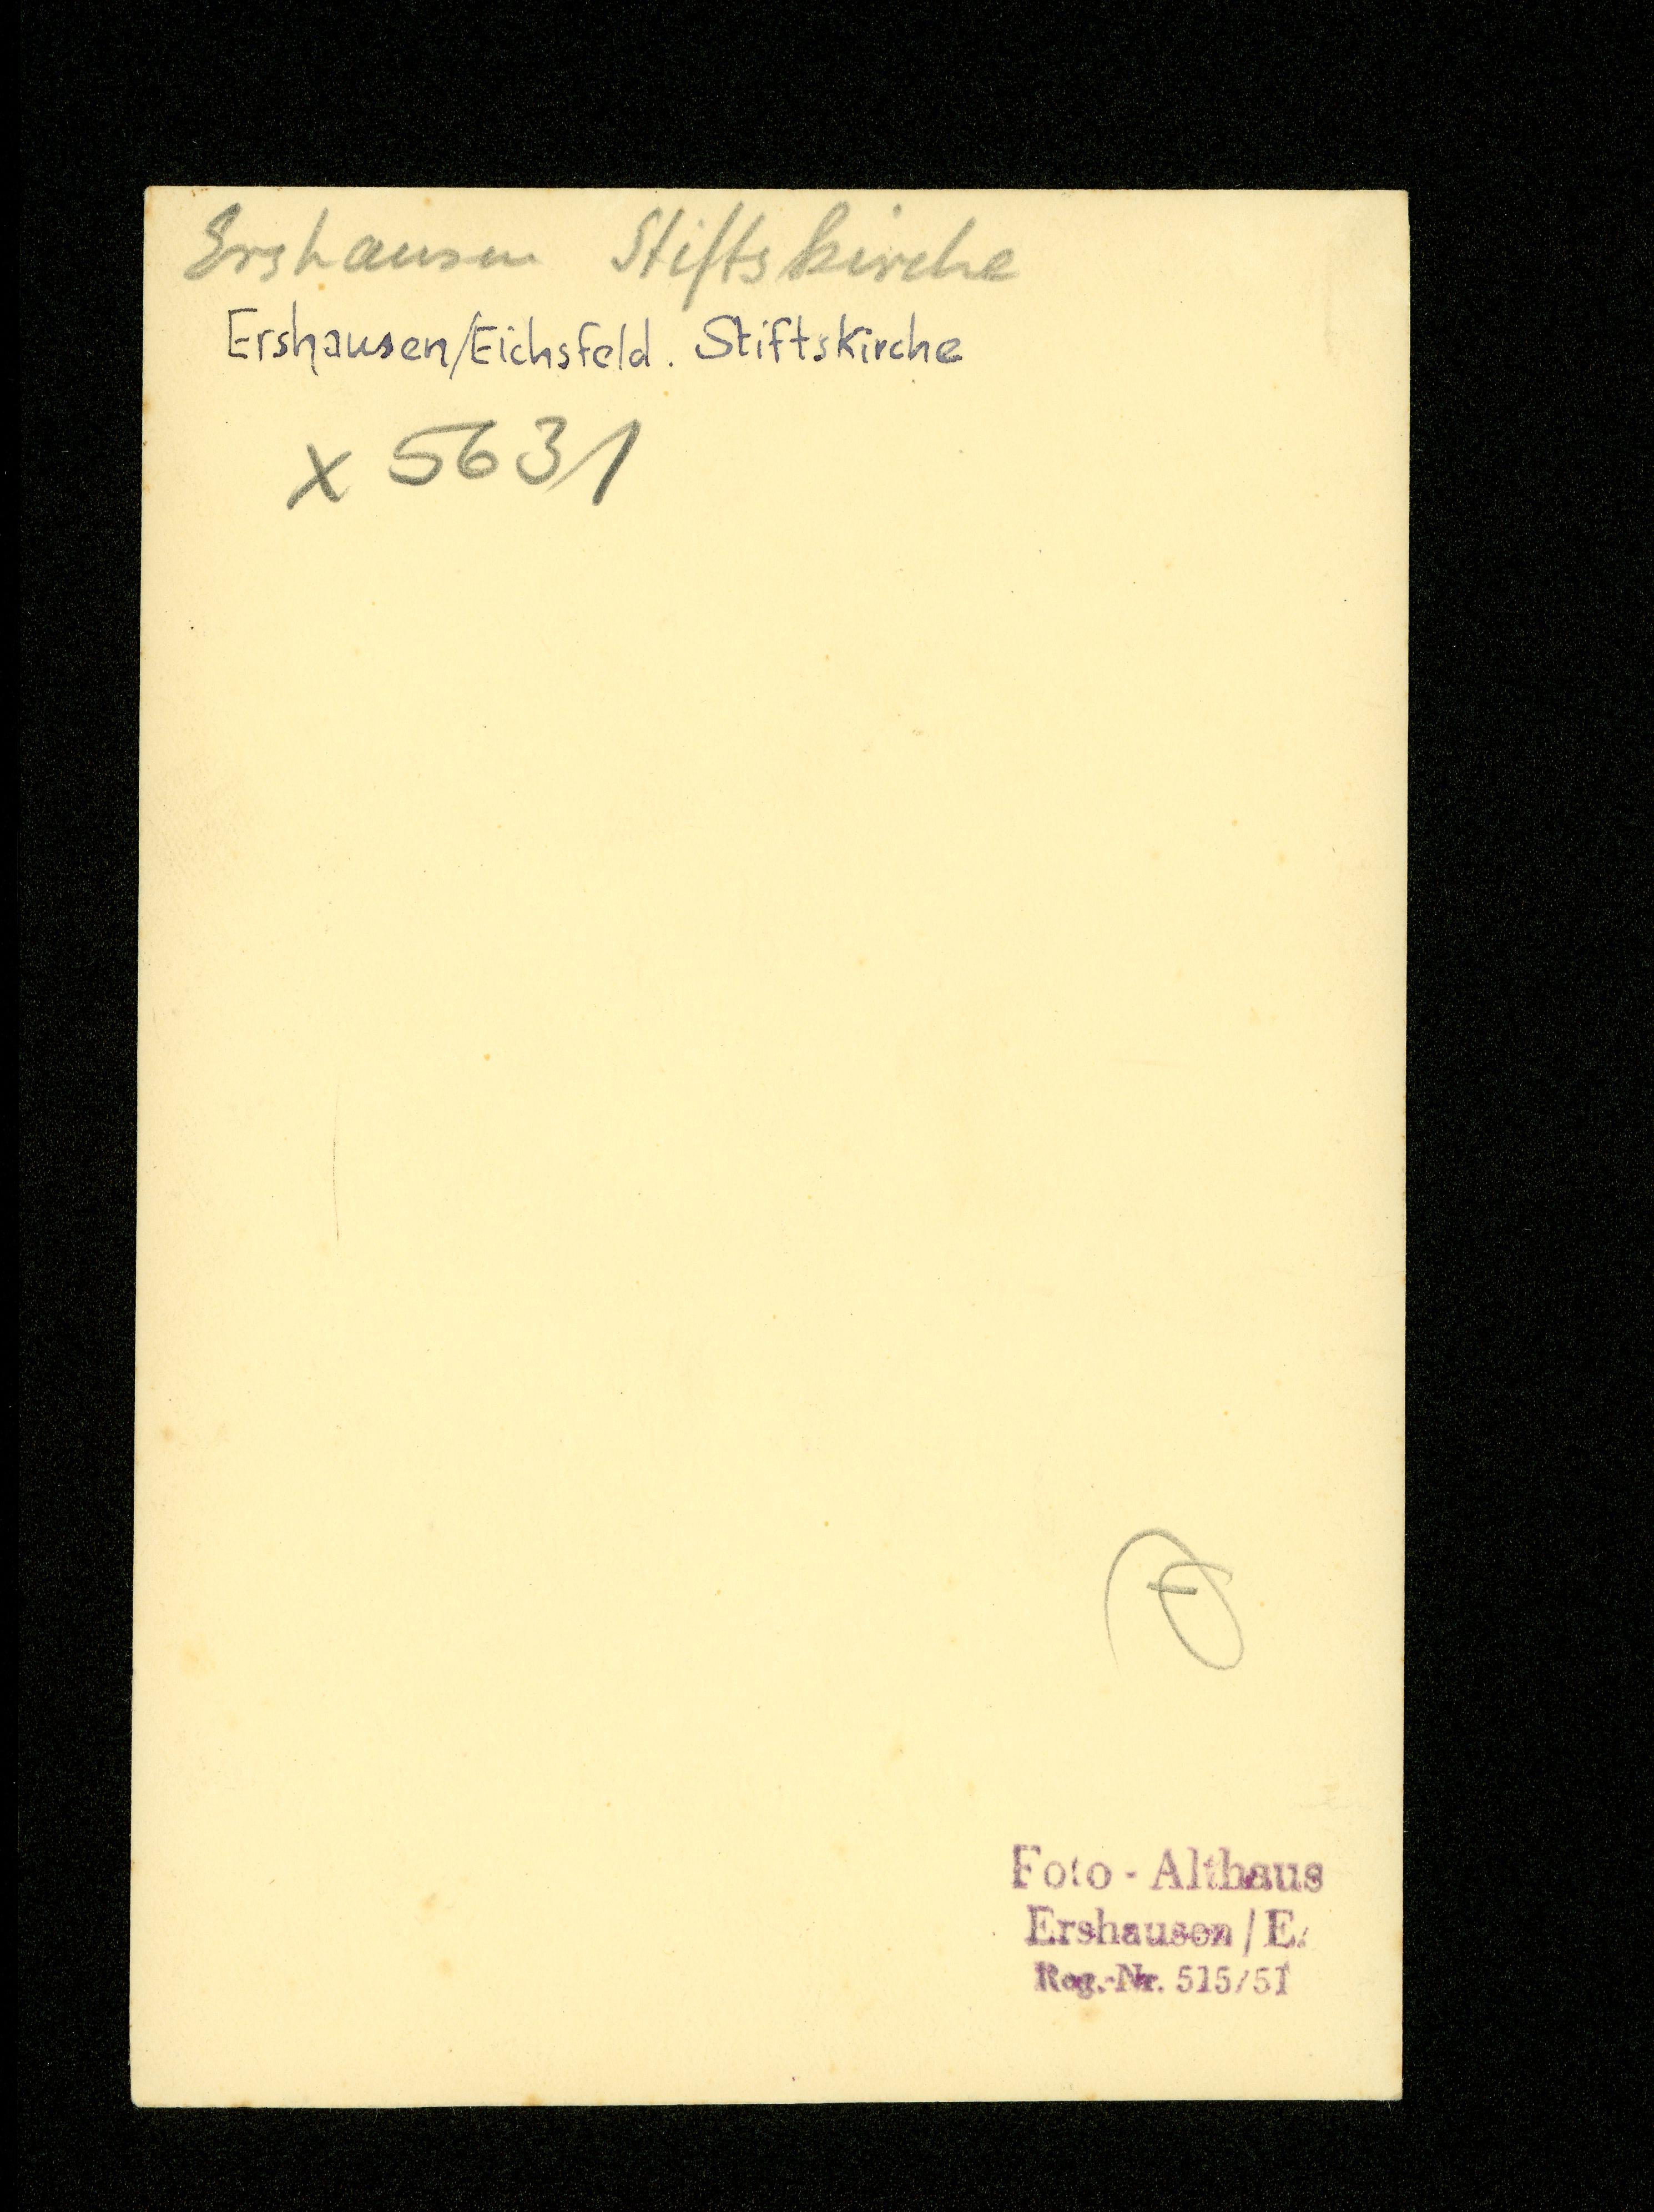 Ershausen Stiftskirche
Ershausen/Eichsfeld. Stiftskirche
x 5631
Foto - Althaus
Ershausen / E.
Reg.-Nr. 515/51